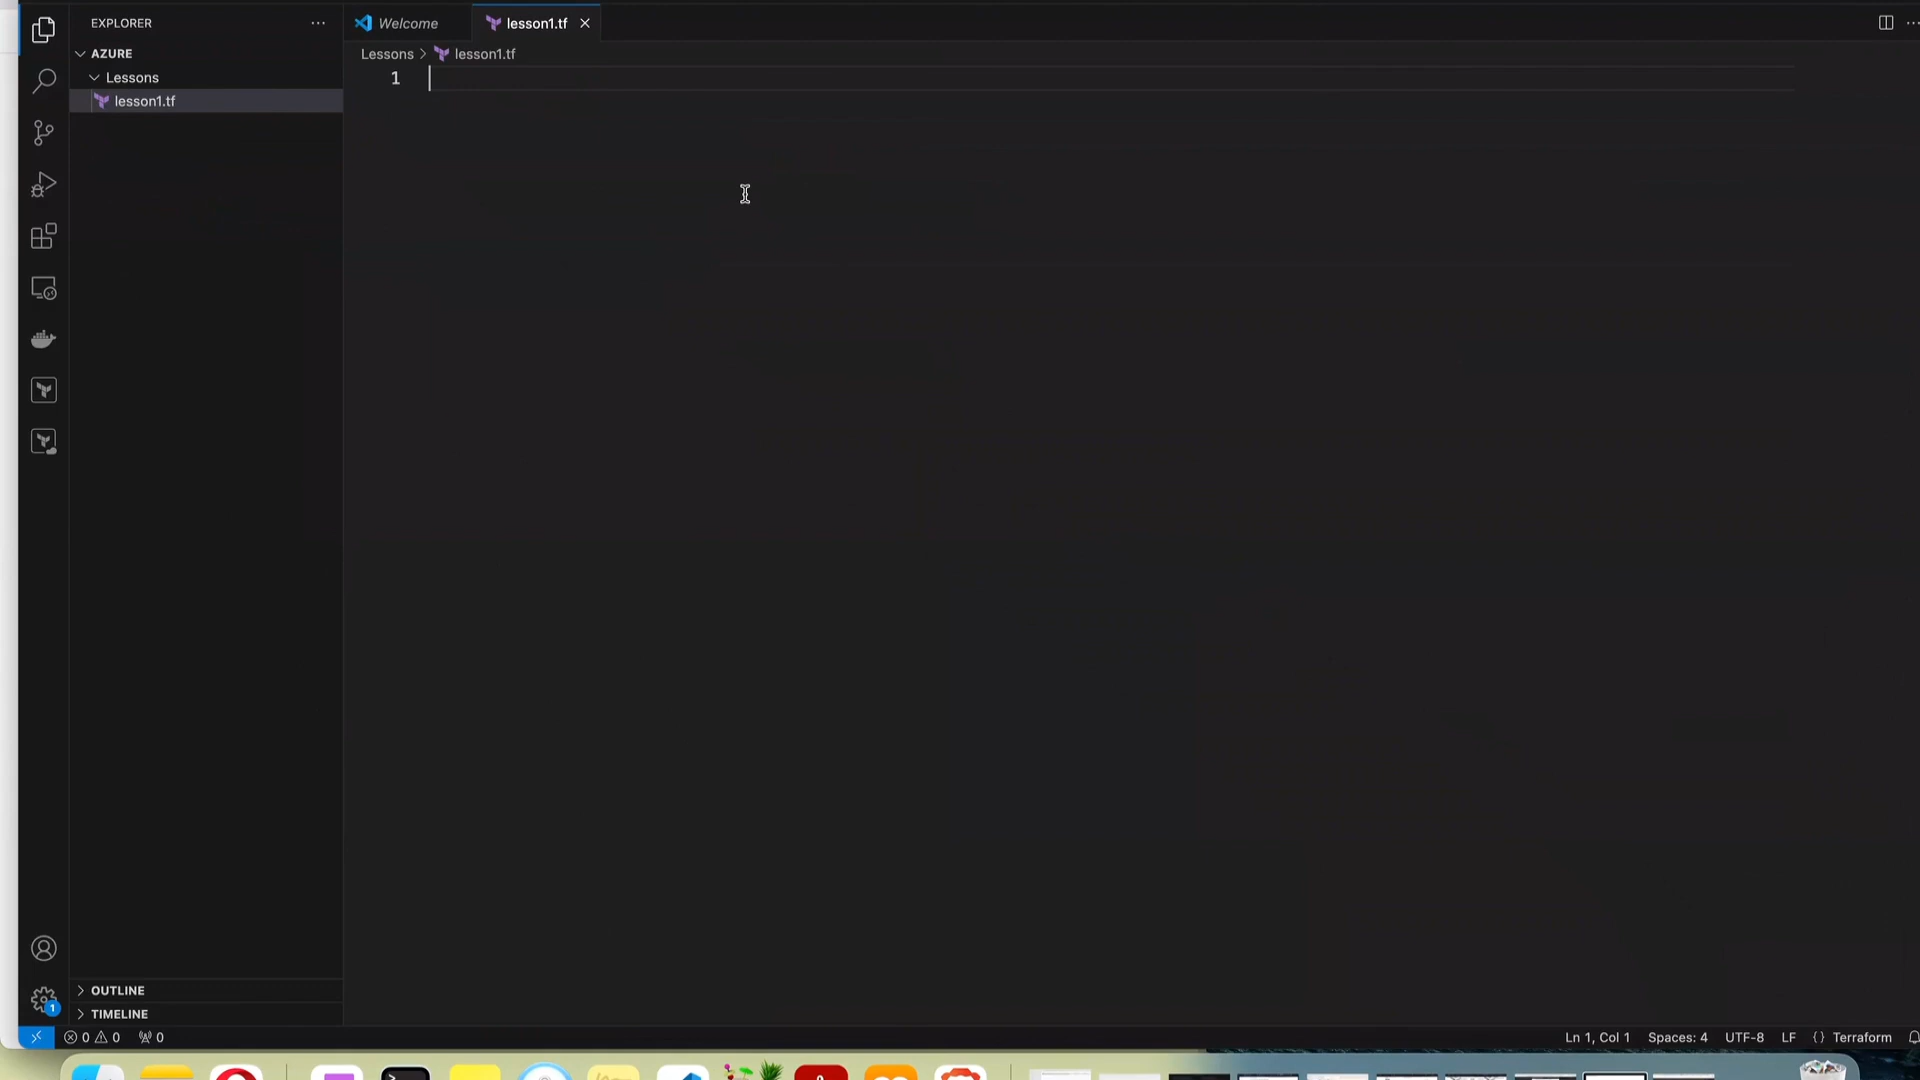 EXPLORER
Welcome
lesson1.tf
AZURE
Lessons
lesson1.tf
Lessons > lesson1.tf
1
OUTLINE
TIMELINE
1
0 0 0
Ln 1, Col 1 Spaces: 4 UTF-8 LF {} Terraform